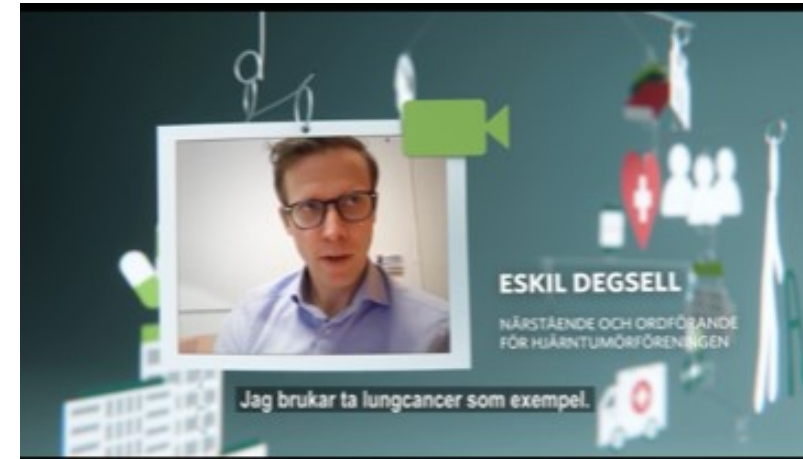 ESKIL DEGSELL
NÄRSTÅENDE OCH ORDFÖRANDE
FÖR HJÄRNTUMÖRFÖRENINGEN
Jag brukar ta lungcancer som exempel.